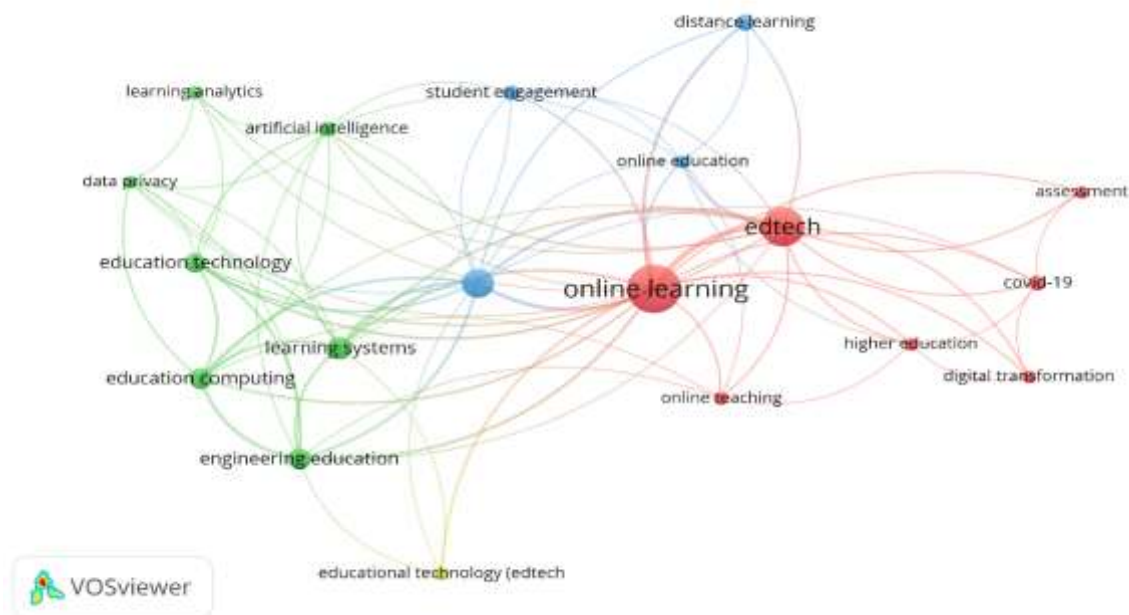 distance learning
learning analytics
student engagement
artificial intelligence
online education
data privacy
assessment
edtech
education technology
covid-19
online learning
higher education
learning systems
education computing
digital transformation
online teaching
engineering education
educational technology (edtech
VOSviewer